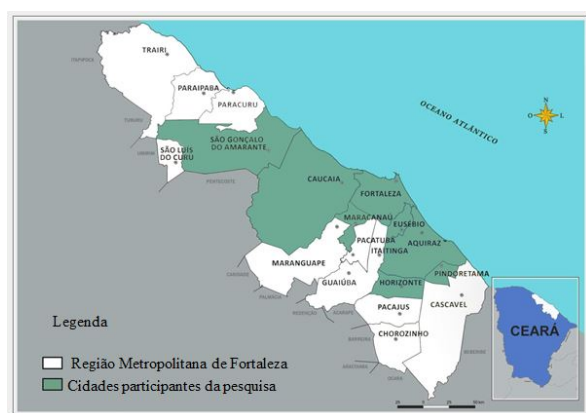 TRAIRI
PARAIPABA
PARACURU
OCEANO ATLÂNTICO
N
O
L
S
SÃO GONÇALO
DO AMARANTE
SÃO LUÍS
DO CURU
PENTECOSTE
CAUCAIA
FORTALEZA
MARACANAÚ
EUSÉBIO
PACATUBA
AQUIRAZ
ITAITINGA
MARANGUAPE
PINDORETAMA
GUAIÚBA
HORIZONTE
CASCAVEL
PACAJUS
CHOROZINHO
CEARÁ
Legenda
Região Metropolitana de Fortaleza
Cidades participantes da pesquisa